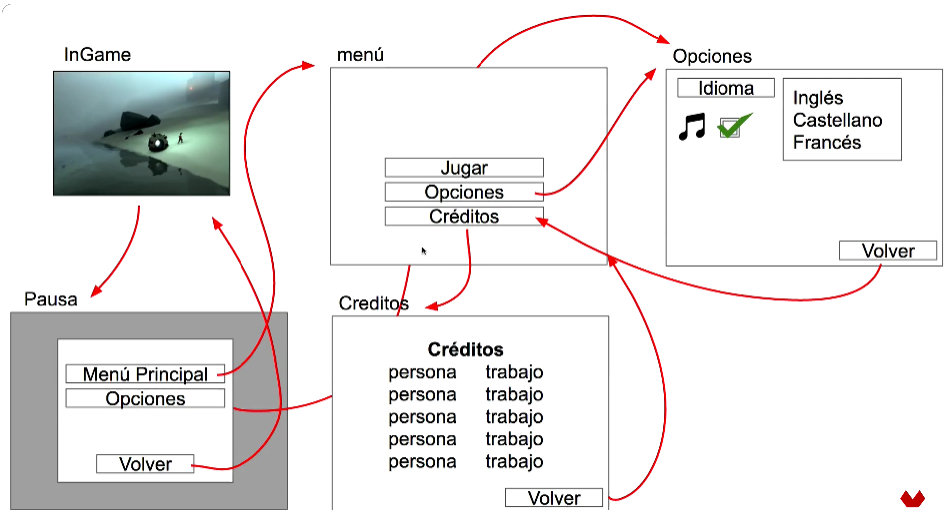 InGame
menú
Jugar
Opciones
Créditos
Opciones
Idioma
Inglés
Castellano
Francés
Volver
Pausa
Menú Principal
Opciones
Volver
Creditos
Créditos
persona trabajo
persona trabajo
persona trabajo
persona trabajo
persona trabajo
Volver